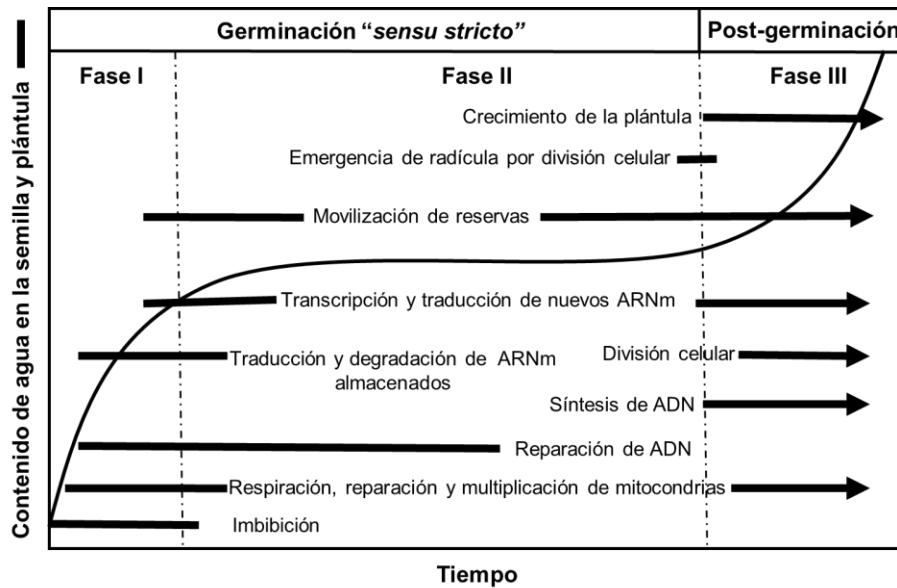 Germinación “sensu stricto”
Post-germinación
Fase I
Fase II
Fase III
Contenido de agua en la semilla y plántula
Crecimiento de la plántula
Emergencia de radícula por división celular
Movilización de reservas
Transcripción y traducción de nuevos ARNm
Traducción y degradación de ARNm
almacenados
División celular
Síntesis de ADN
Reparación de ADN
Respiración, reparación y multiplicación de mitocondrias
Imbibición
Tiempo